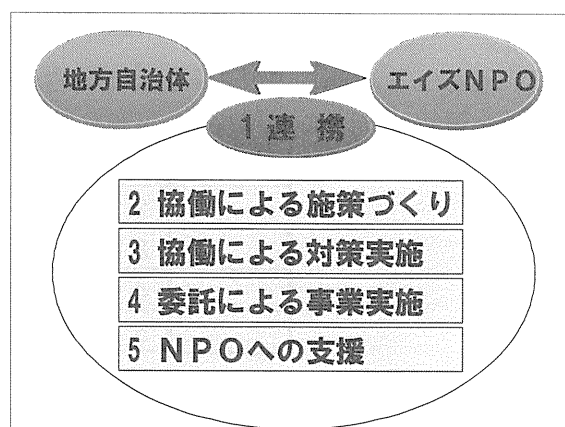 地方自治体
エイズNPO
1 連携
2 協働による施策づくり
3 協働による対策実施
4 委託による事業実施
5 NPOへの支援